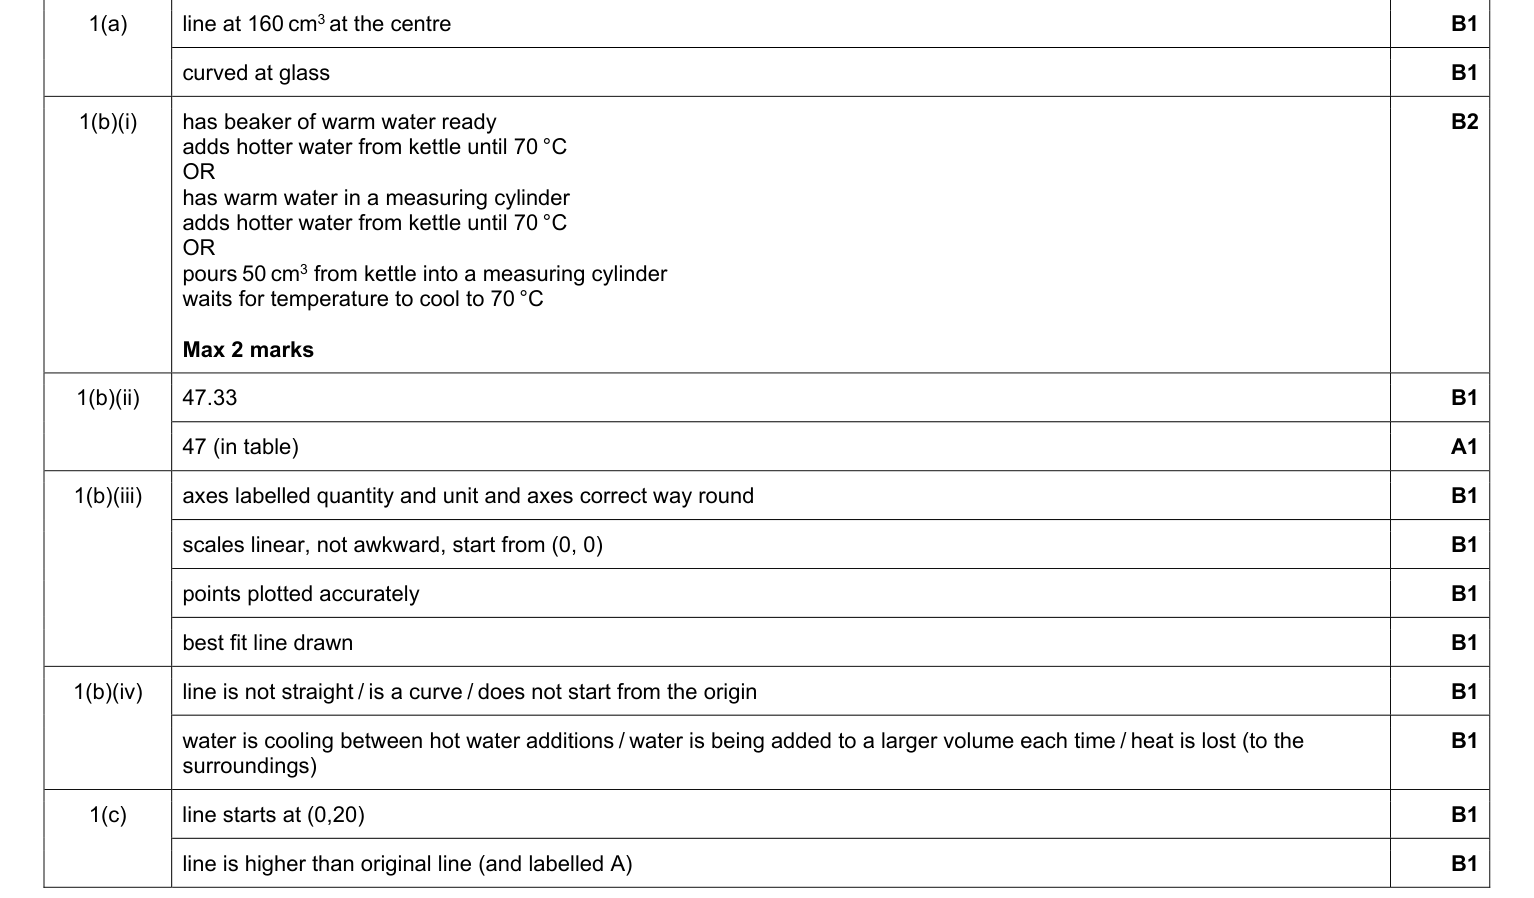 1(a) line at 160 cm³ at the centre B1
curved at glass B1
1(b)(i) has beaker of warm water ready B2
adds hotter water from kettle until 70 °C
OR
has warm water in a measuring cylinder
adds hotter water from kettle until 70 °C
OR
pours 50 cm³ from kettle into a measuring cylinder
waits for temperature to cool to 70 °C
Max 2 marks
1(b)(ii) 47.33 B1
47 (in table) A1
1(b)(iii) axes labelled quantity and unit and axes correct way round B1
scales linear, not awkward, start from (0, 0) B1
points plotted accurately B1
best fit line drawn B1
1(b)(iv) line is not straight / is a curve / does not start from the origin B1
water is cooling between hot water additions / water is being added to a larger volume each time / heat is lost (to the B1
surroundings)
1(c) line starts at (0,20) B1
line is higher than original line (and labelled A) B1